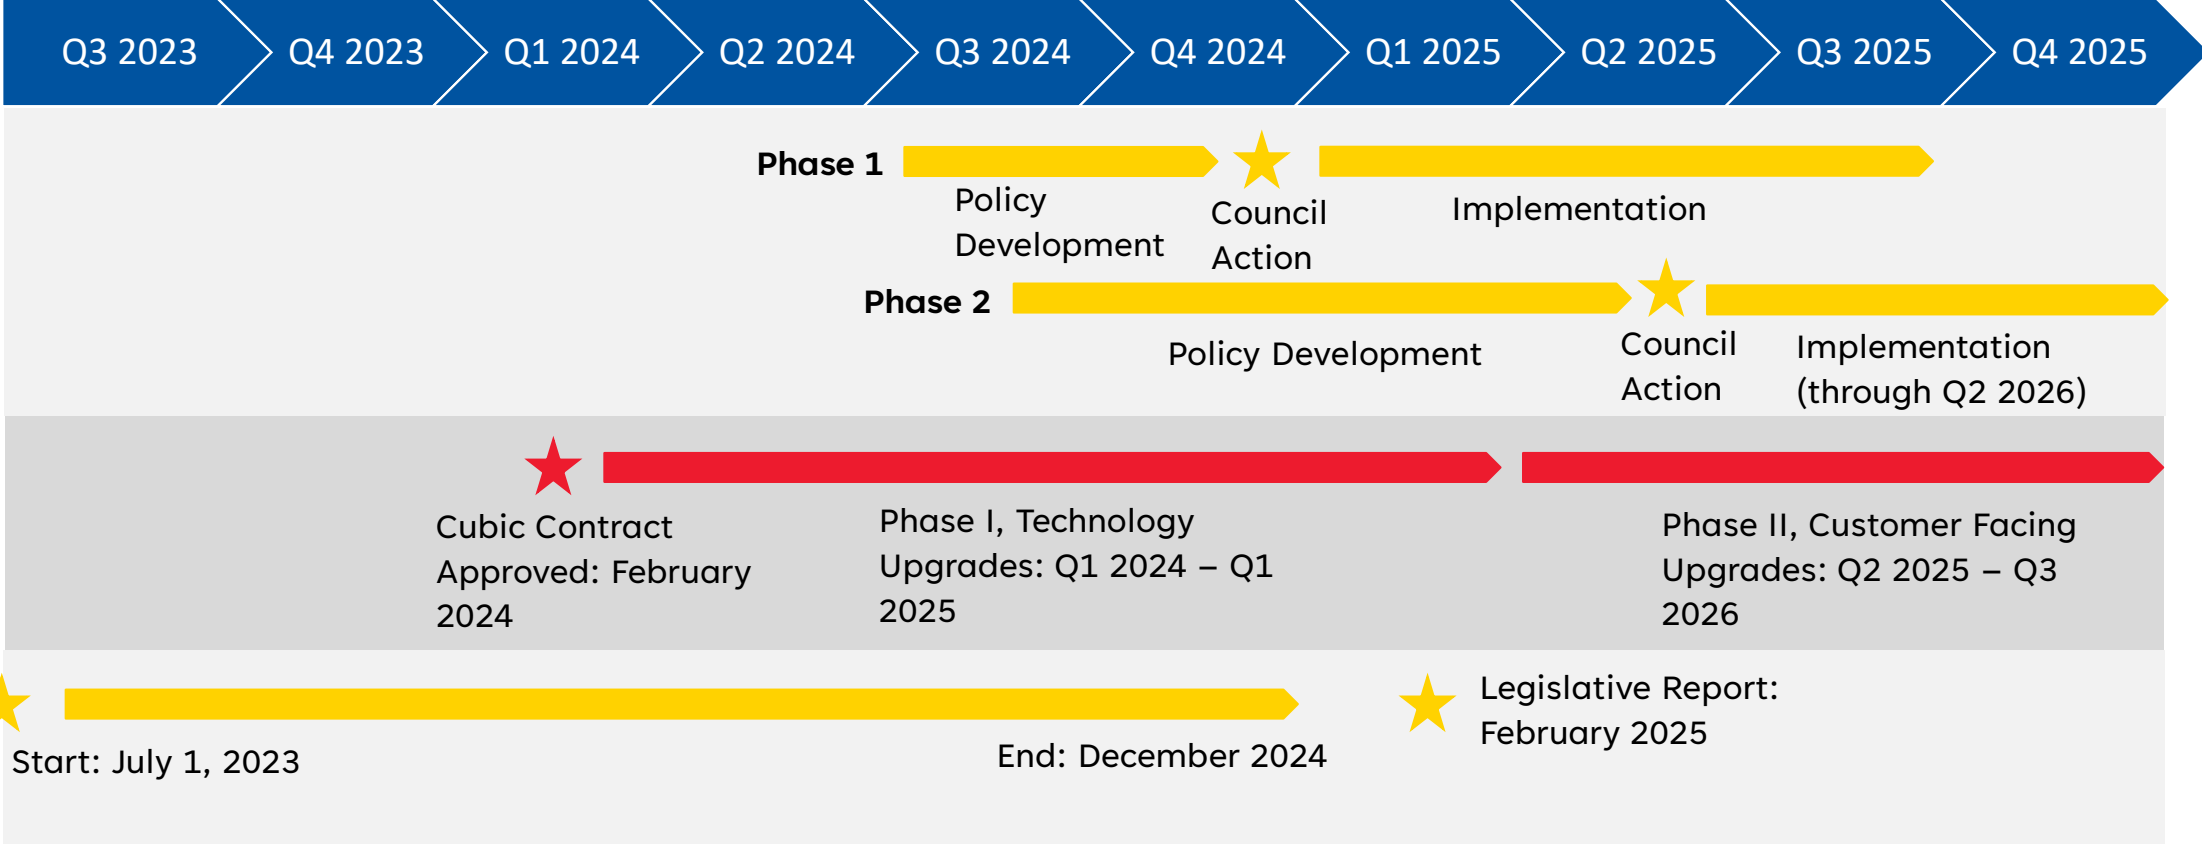 Q3 2023
Q4 2023
Q1 2024
Q2 2024
Q3 2024
Q4 2024
Q1 2025
Q2 2025
Q3 2025
Q4 2025
Phase 1
Policy
Development
Council
Action
Implementation
Phase 2
Policy Development
Council
Action
Implementation
(through Q2 2026)
Cubic Contract
Approved: February
2024
Phase I, Technology
Upgrades: Q1 2024 – Q1
2025
Phase II, Customer Facing
Upgrades: Q2 2025 – Q3
2026
Start: July 1, 2023
End: December 2024
Legislative Report:
February 2025